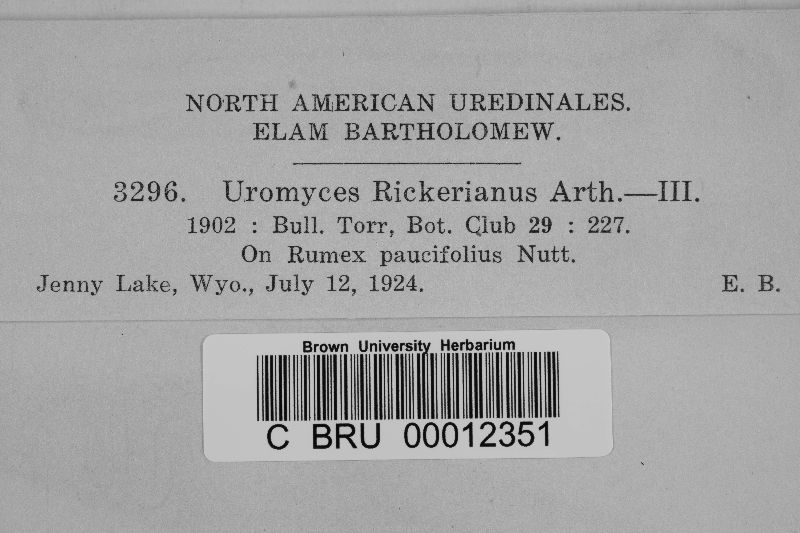 NORTH AMERICAN UREDINALES.
ELAM BARTHOLOMEW.
3296. Uromyces Rickerianus Arth.—III.
1902 : Bull. Torr, Bot. Club 29 : 227.
On Rumex paucifolius Nutt.
Jenny Lake, Wyo., July 12, 1924. E. B.
Brown University Herbarium
C BRU 00012351